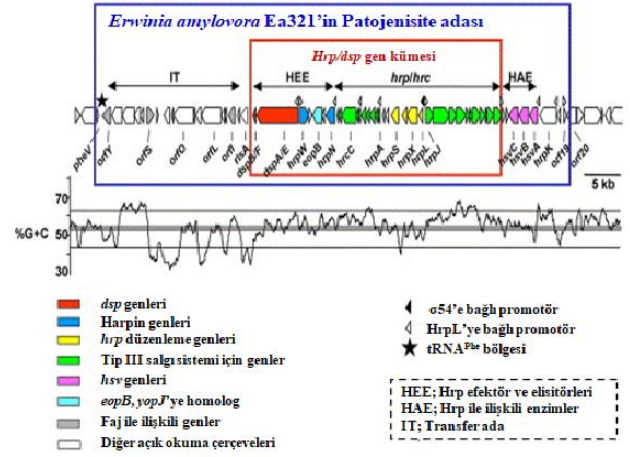 Erwinia amylovora Ea321'in Patojenisite adası
Hrp/dsp gen kümesi
IT HEE hrp/hrc HAE
pheV orfY orfS orfO orfL orfI rlsA dspB/F dspA/E hrpW eopB hrpN hrcC hrpA hrpS hrpX hrpL hrpJ hsvC hsvB hsvA hrpK orf19 orf20
5 kb
70
%G+C 50
30
dsp genleri
Harpin genleri
hrp düzenleme genleri
Tip III salgı sistemi için genler
hsv genleri
eopB, yopJ'ye homolog
Faj ile ilişkili genler
Diğer açık okuma çerçeveleri
σ54'e bağlı promotör
HrpL'ye bağlı promotör
tRNAPhe bölgesi
HEE; Hrp efektör ve elisitörleri
HAE; Hrp ile ilişkili enzimler
IT; Transfer ada